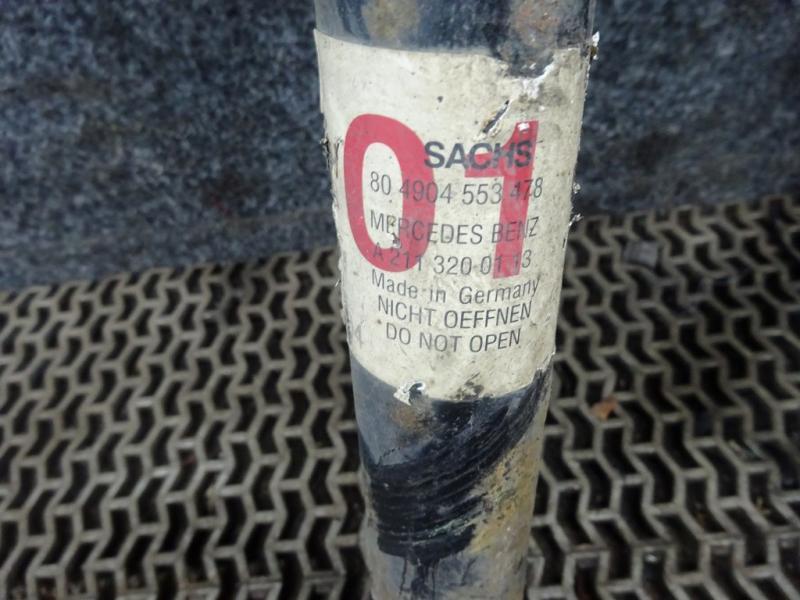 01
SACHS
80 4904 553 478
MERCEDES BENZ
A 211 320 01 13
Made in Germany
NICHT OEFFNEN
DO NOT OPEN